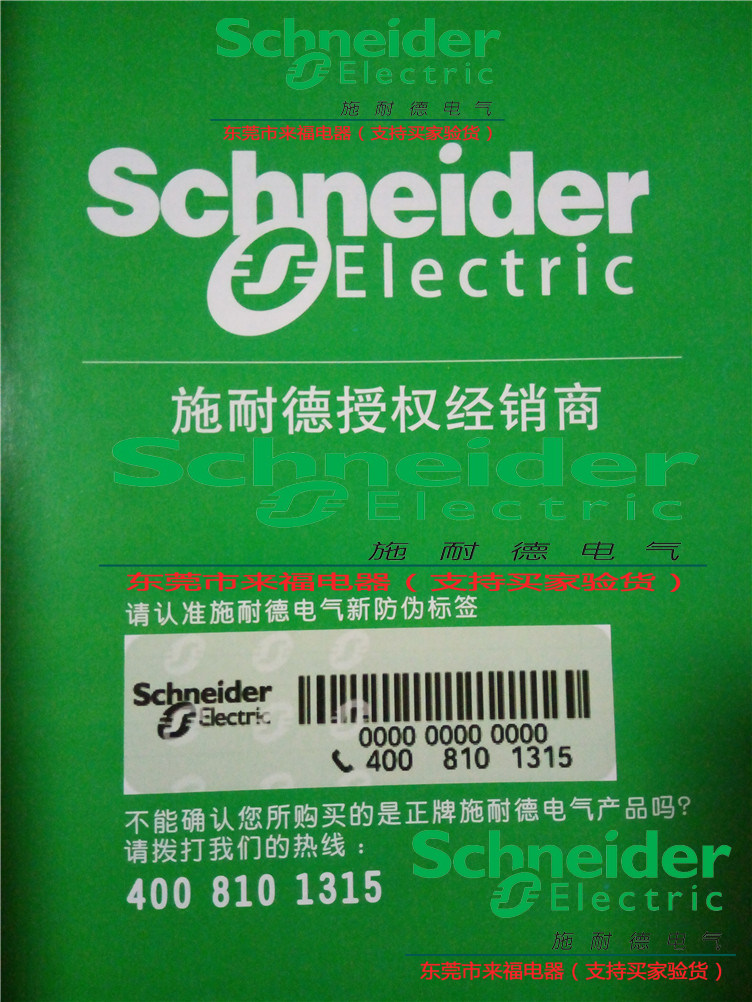 Schneider
Electric
施耐德电气
东莞市来福电器（支持买家验货）
Schneider
Electric
施耐德授权经销商
Schneider
Electric
施耐德电气
东莞市来福电器（支持买家验货）
请认准施耐德电气新防伪标签
Schneider
Electric
0000 0000 0000
400 810 1315
不能确认您所购买的是正牌施耐德电气产品吗?
请拨打我们的热线：
400 810 1315
Schneider
Electric
施耐德电气
东莞市来福电器（支持买家验货）